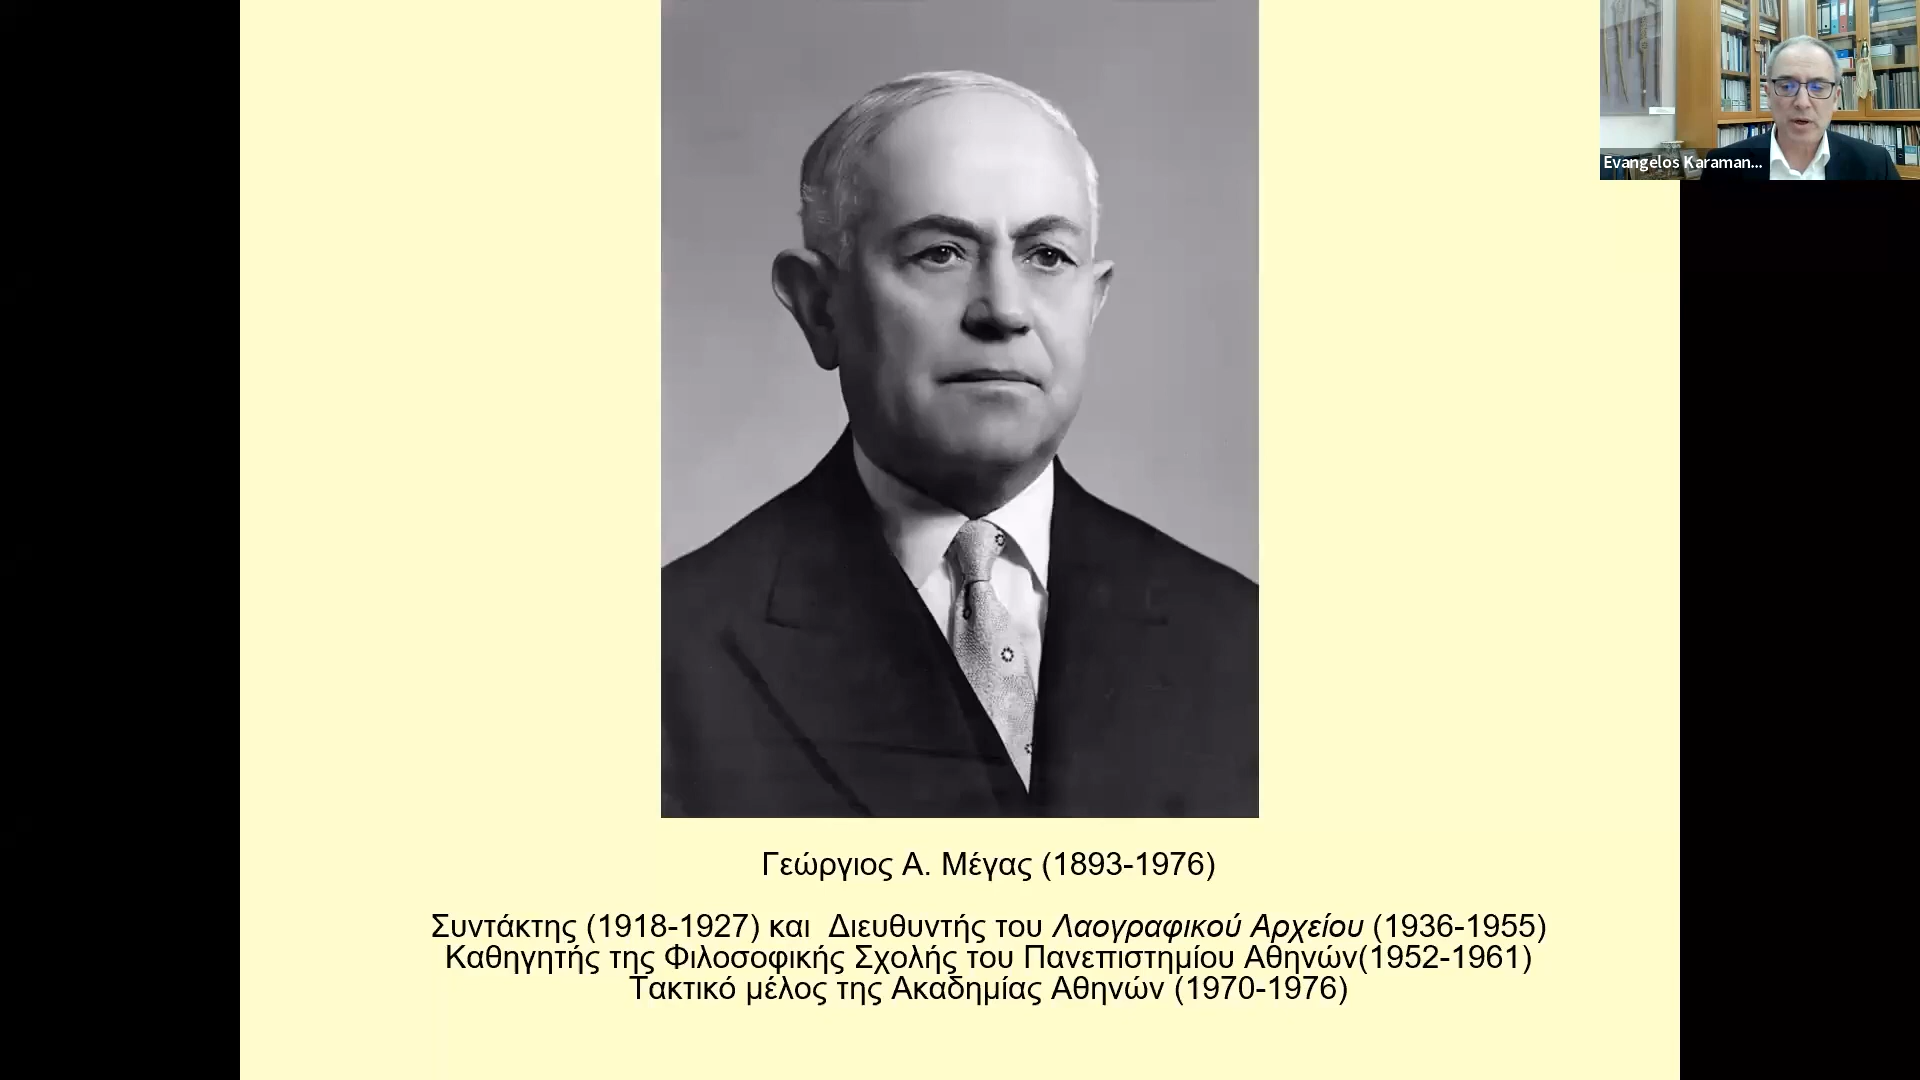 Evangelos Karaman...
Γεώργιος Α. Μέγας (1893-1976)
Συντάκτης (1918-1927) και Διευθυντής του Λαογραφικού Αρχείου (1936-1955)
Καθηγητής της Φιλοσοφικής Σχολής του Πανεπιστημίου Αθηνών(1952-1961)
Τακτικό μέλος της Ακαδημίας Αθηνών (1970-1976)